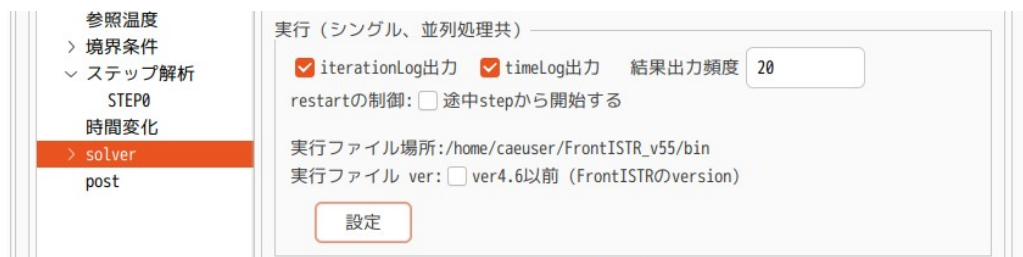 参照温度
> 境界条件
ステップ解析
STEP0
時間変化
> solver
post
実行 (シングル、並列処理共)
iterationLog出力 timeLog出力 結果出力頻度 20
restartの制御: 途中stepから開始する
実行ファイル場所:/home/caeuser/FrontISTR_v55/bin
実行ファイル ver: ver4.6以前 (FrontISTRのversion)
設定